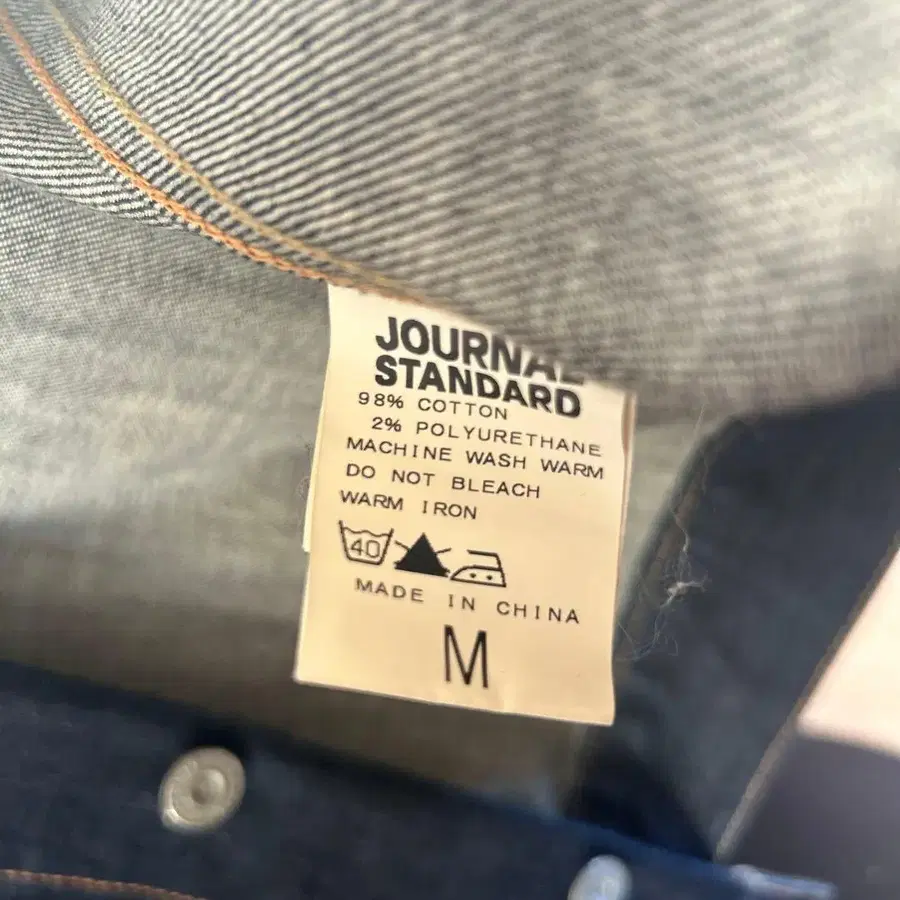 JOURNAL
STANDARD
98% COTTON
2% POLYURETHANE
MACHINE WASH WARM
DO NOT BLEACH
WARM IRON
40
MADE IN CHINA
M